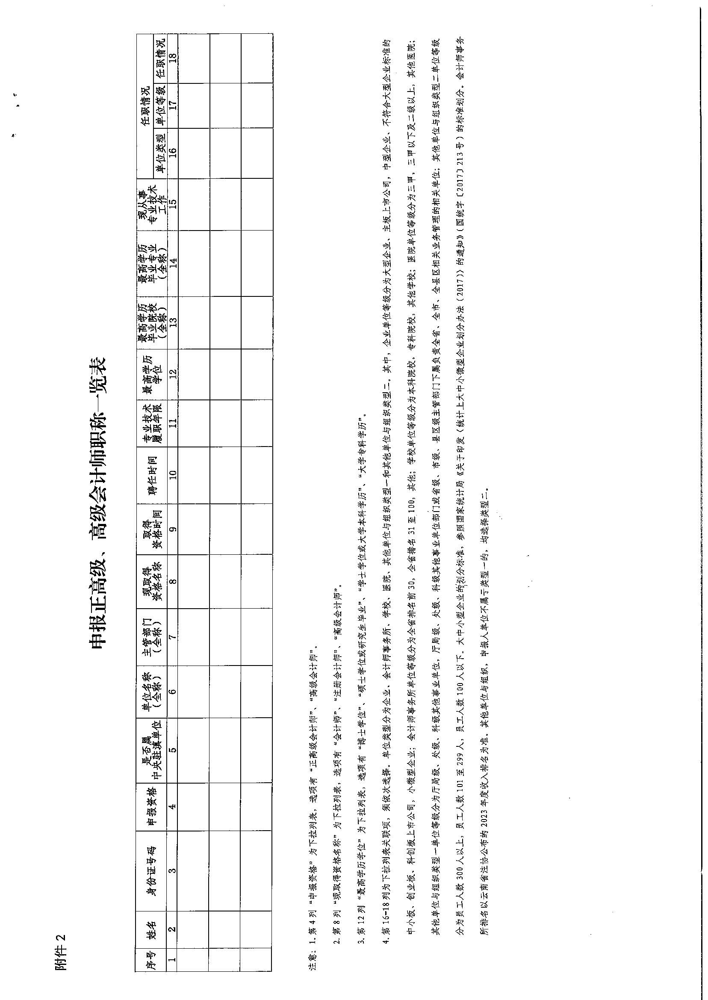 附件 2
申报正高级、高级会计师职称一览表
序号 姓名 身份证号码 申报资格 是否属中央驻滇单位 单位名称（全称） 主管部门（全称） 现取得资格名称 取得资格时间 聘任时间 专业技术履职年限 最高学历学位 最高学历毕业院校（全称） 最高学历毕业专业（全称） 现从事专业技术工作 任职情况
单位类型 单位等级 任职情况
1 2 3 4 5 6 7 8 9 10 11 12 13 14 15 16 17 18
注意：1. 第 4 列“申报资格”为下拉列表，选项有“正高级会计师”、“高级会计师”。
2. 第 8 列“现取得资格名称”为下拉列表，选项有“会计师”、“注册会计师”、“高级会计师”。
3. 第 12 列“最高学历学位”为下拉列表，选项有“博士学位”、“硕士学位或研究生毕业”、“学士学位或大学本科学历”、“大学专科学历”。
4. 第 16-18 列为下拉列表关联项，须依次选择。单位类型分为企业、会计师事务所、学校、医院、其他单位与组织类型一和其他单位与组织类型二。其中，企业单位等级分为大型企业、主板上市公司，中型企业、不符合大型企业标准的
中小板、创业板、科创板上市公司，小微型企业；会计师事务所单位等级分为全省排名前 30，全省排名 31 至 100，其他；学校单位等级分为本科院校，专科院校，其他学校；医院单位等级分为三甲，三甲以下及二级以上，其他医院；
其他单位与组织类型一单位等级分为厅局级、处级、科级其他事业单位，厅局级、处级、科级其他事业单位部门或省级、市级、县区级主管部门下属负责全省、全市、全县区相关业务管理的相关单位；其他单位与组织类型二单位等级
分为员工人数 300 人以上，员工人数 101 至 299 人，员工人数 100 人以下。大中小型企业的划分标准，参照国家统计局《关于印发〈统计上大中小微型企业划分办法（2017）〉的通知》（国统字〔2017〕213 号）的标准划分。会计师事务
所排名以云南省注协公布的 2023 年度收入排名为准。其他单位与组织，申报人单位不属于类型一的，均选择类型二。